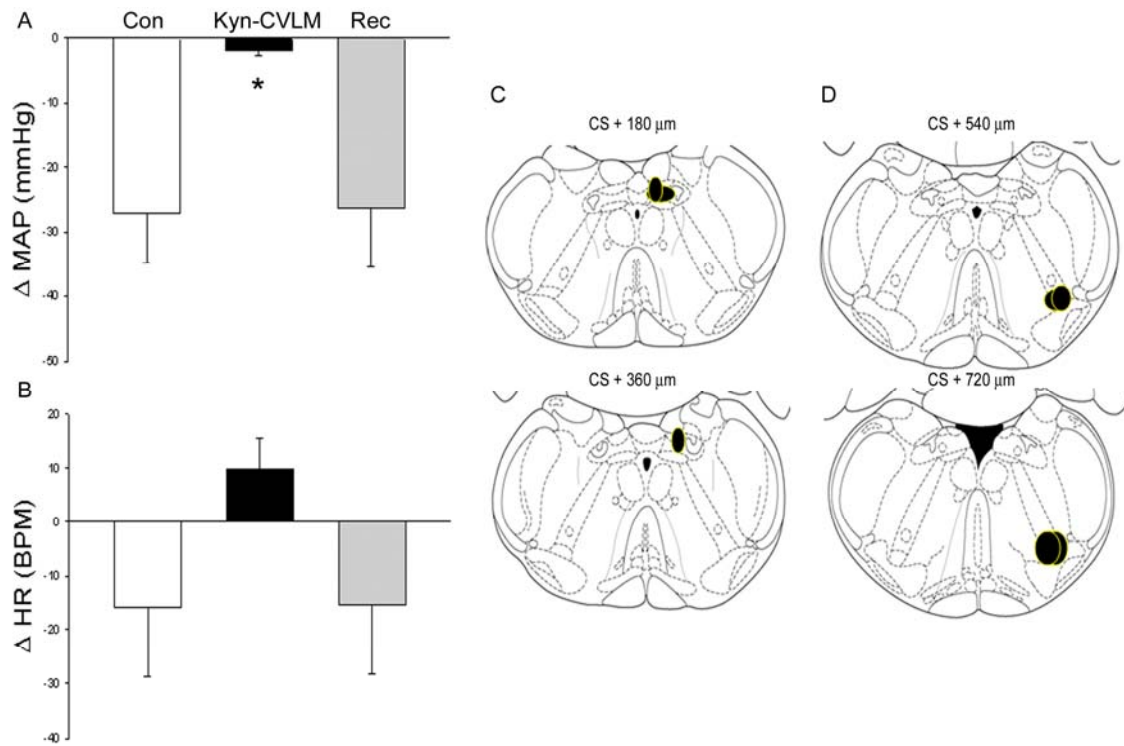 A
Con Kyn-CVLM Rec
0
-10
-20
-30
-40
-50
Δ MAP (mmHg)
*
B
20
10
0
-10
-20
-30
-40
Δ HR (BPM)
C
CS + 180 μm
CS + 360 μm
D
CS + 540 μm
CS + 720 μm